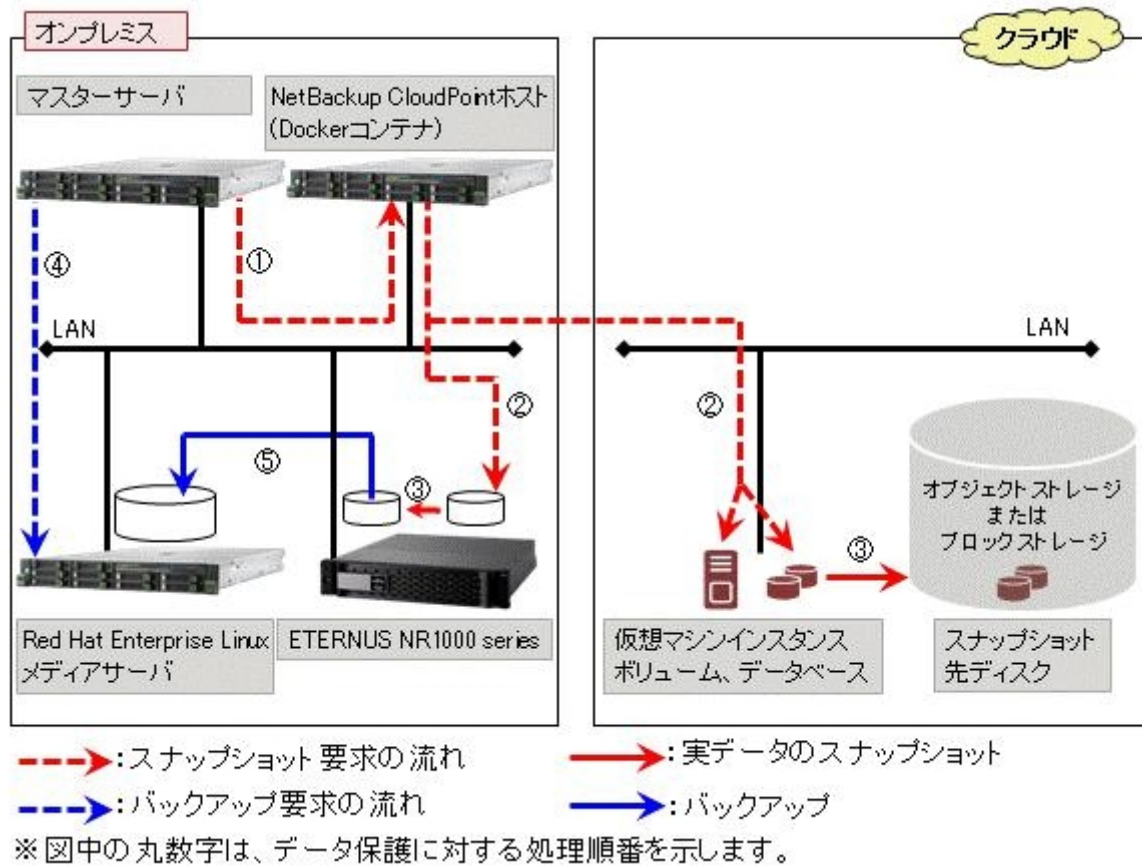 オンプレミス
クラウド
マスターサーバ
NetBackup CloudPointホスト
(Dockerコンテナ)
④
①
LAN
LAN
②
②
⑤
③
③
オブジェクトストレージ
または
ブロックストレージ
Red Hat Enterprise Linux
メディアサーバ
ETERNUS NR1000 series
仮想マシンインスタンス
ボリューム、データベース
スナップショット
先ディスク
:スナップショット要求の流れ
:実データのスナップショット
:バックアップ要求の流れ
:バックアップ
※図中の丸数字は、データ保護に対する処理順番を示します。